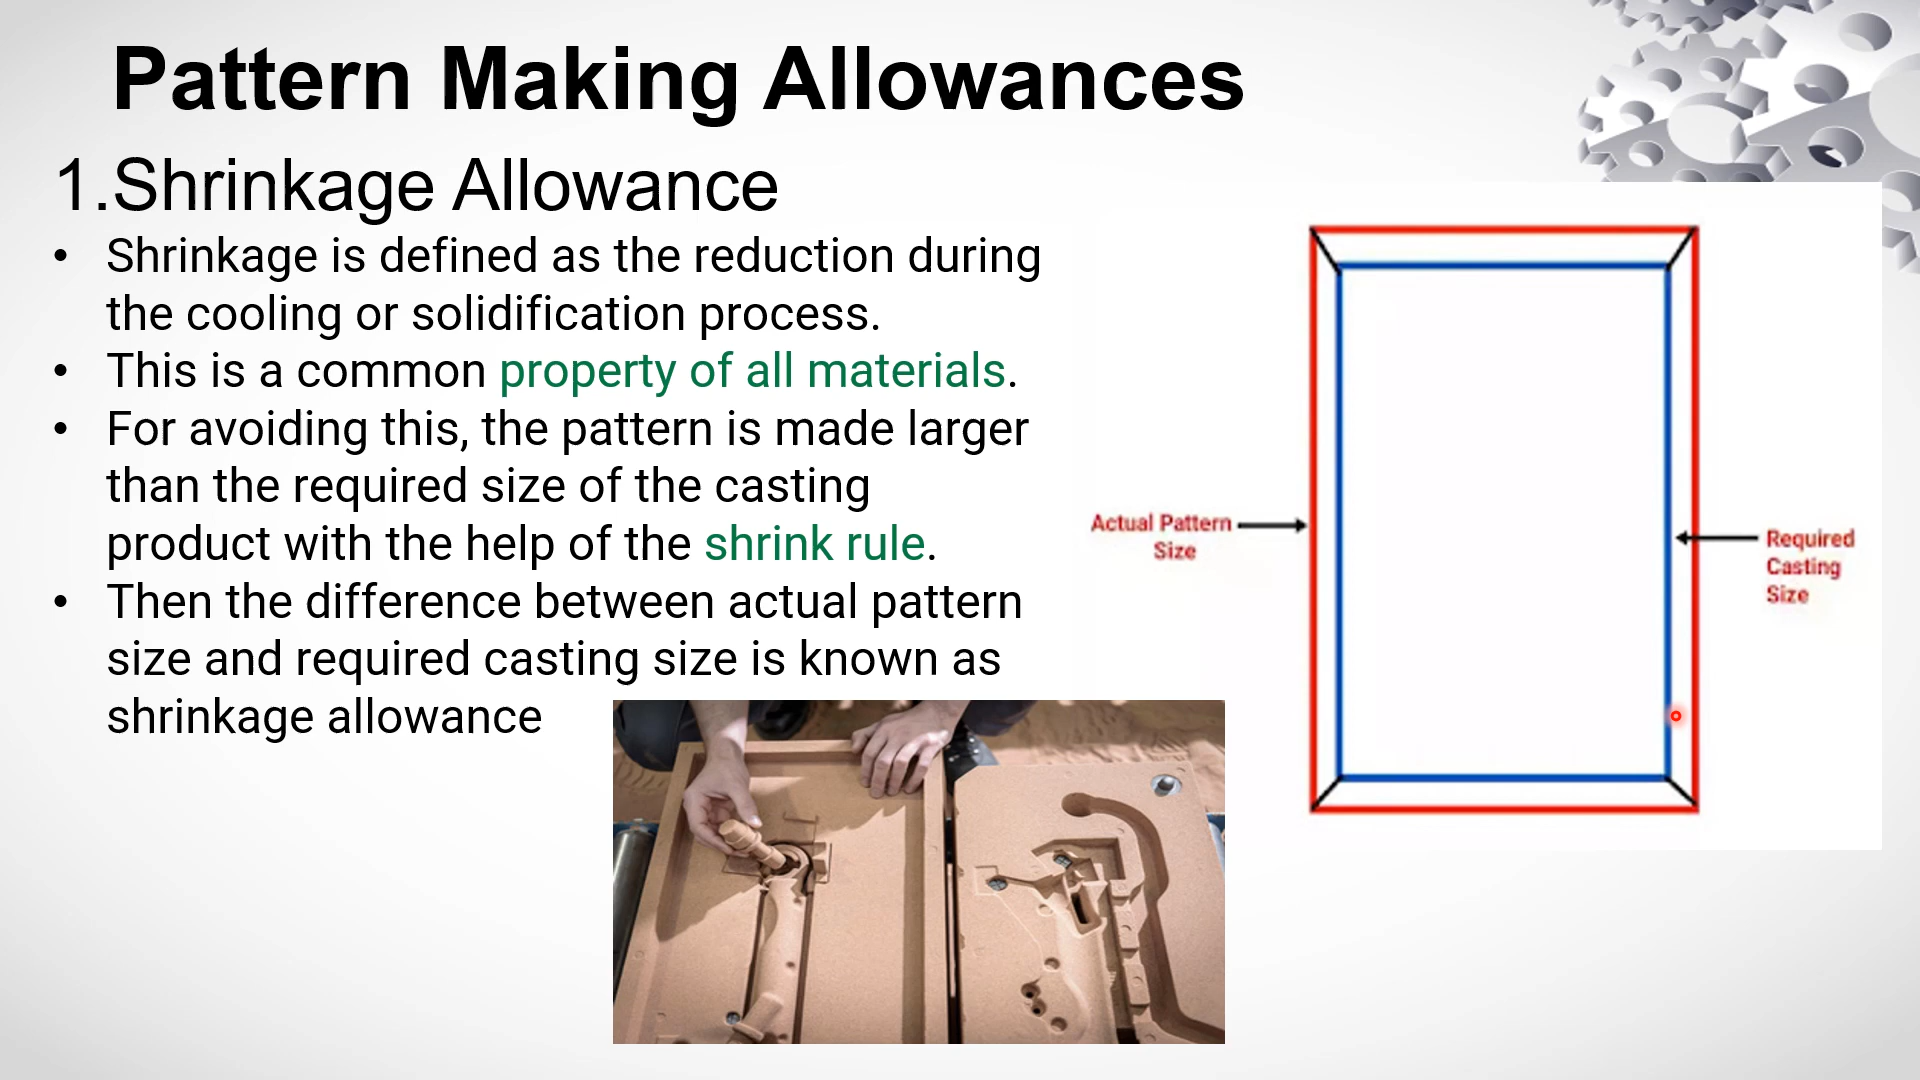 Pattern Making Allowances
1.Shrinkage Allowance
• Shrinkage is defined as the reduction during
the cooling or solidification process.
• This is a common property of all materials.
• For avoiding this, the pattern is made larger
than the required size of the casting
product with the help of the shrink rule.
• Then the difference between actual pattern
size and required casting size is known as
shrinkage allowance
Actual Pattern
Size
Required
Casting
Size